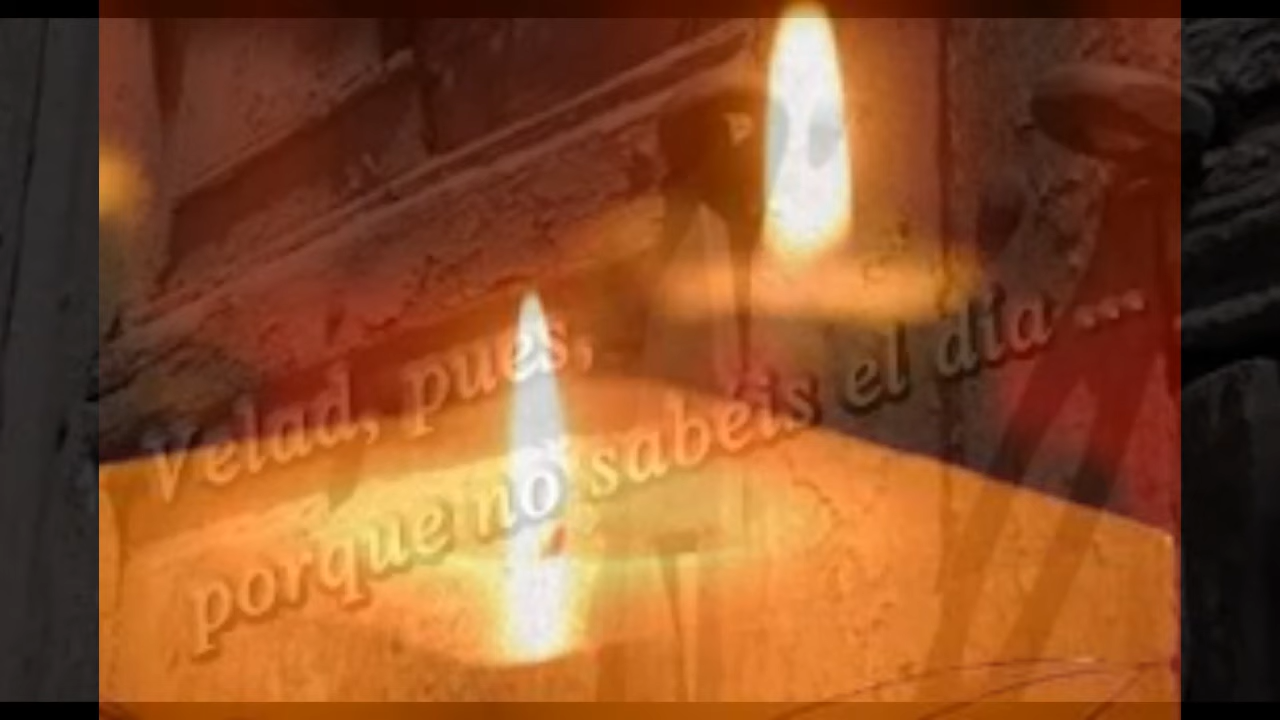 Velad, pues,
porque no sabéis el día ...